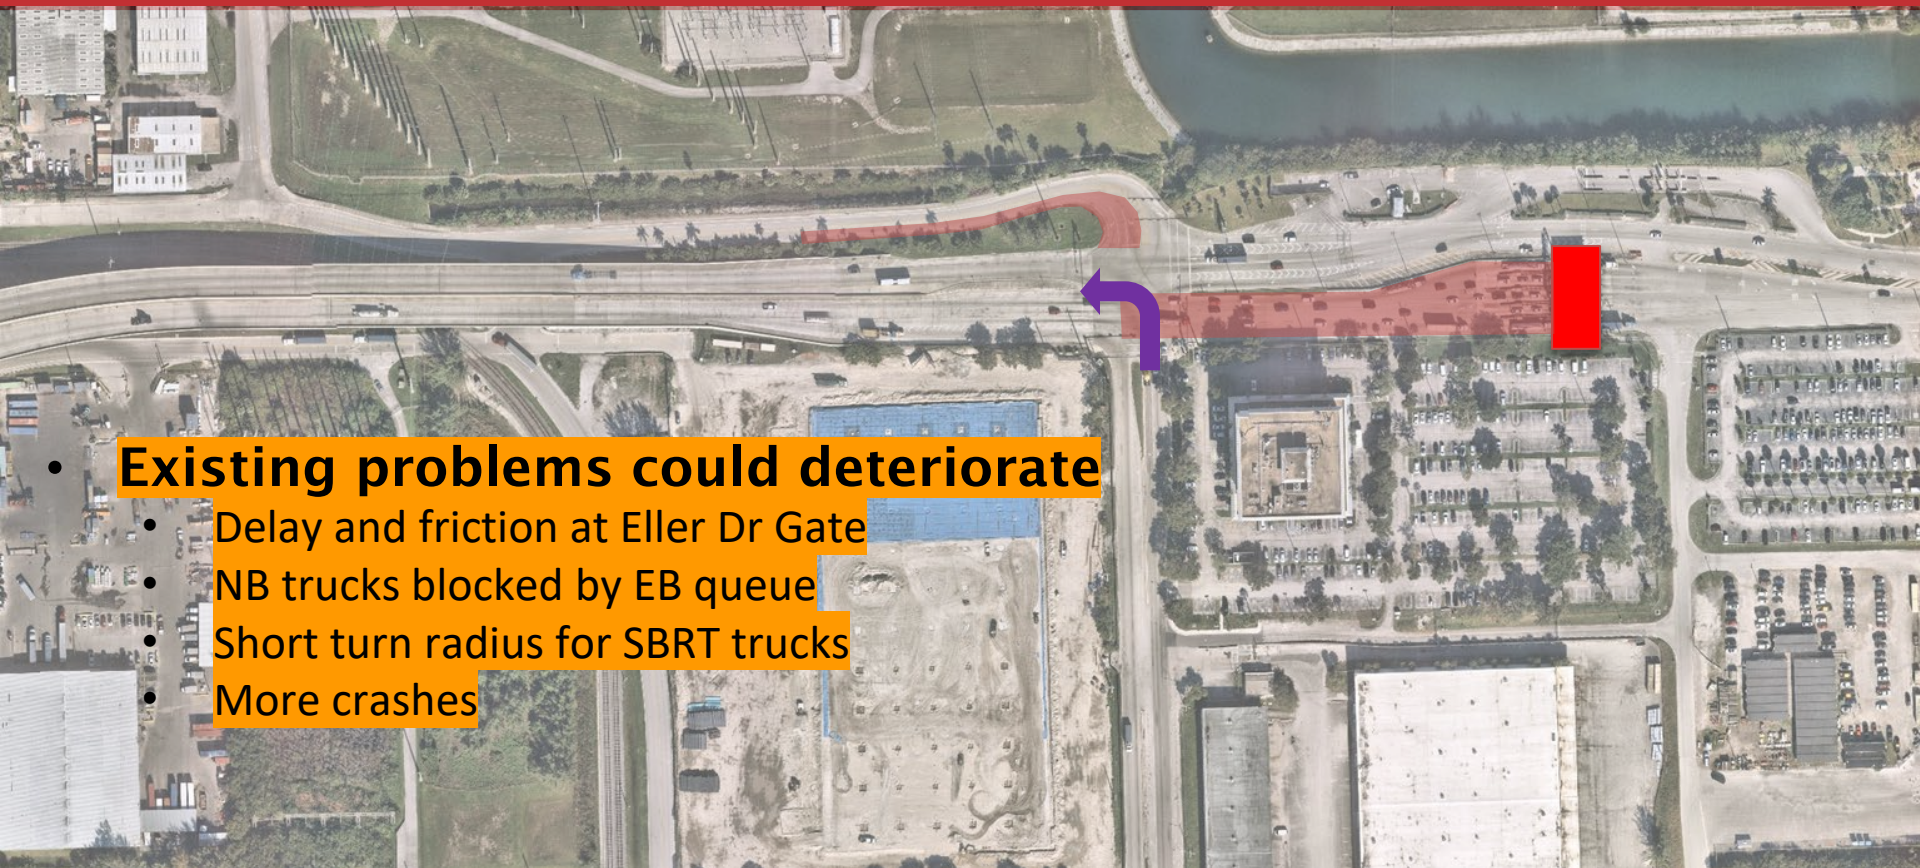 • Existing problems could deteriorate
• Delay and friction at Eller Dr Gate
• NB trucks blocked by EB queue
• Short turn radius for SBRT trucks
• More crashes